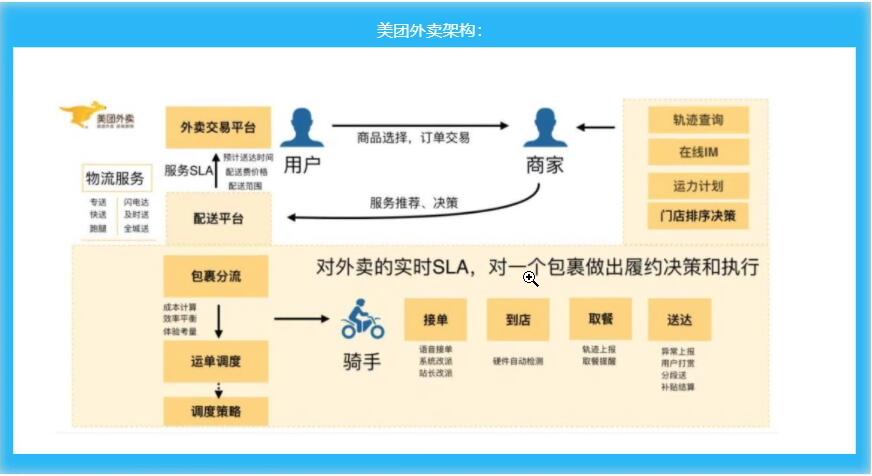 美团外卖架构：
美团外卖
外卖交易平台
用户
商品选择，订单交易
商家
轨迹查询
在线IM
运力计划
门店排序决策
物流服务
专送
闪电达
快送
及时送
跑腿
全城送
服务SLA
预计送达时间
配送费价格
配送范围
配送平台
服务推荐、决策
对外卖的实时SLA，对一个包裹做出履约决策和执行
包裹分流
成本计算
效率平衡
体验考量
运单调度
调度策略
骑手
接单
语音接单
系统改派
站长改派
到店
硬件自动检测
取餐
轨迹上报
取餐提醒
送达
异常上报
用户打赏
分段送
补贴结算